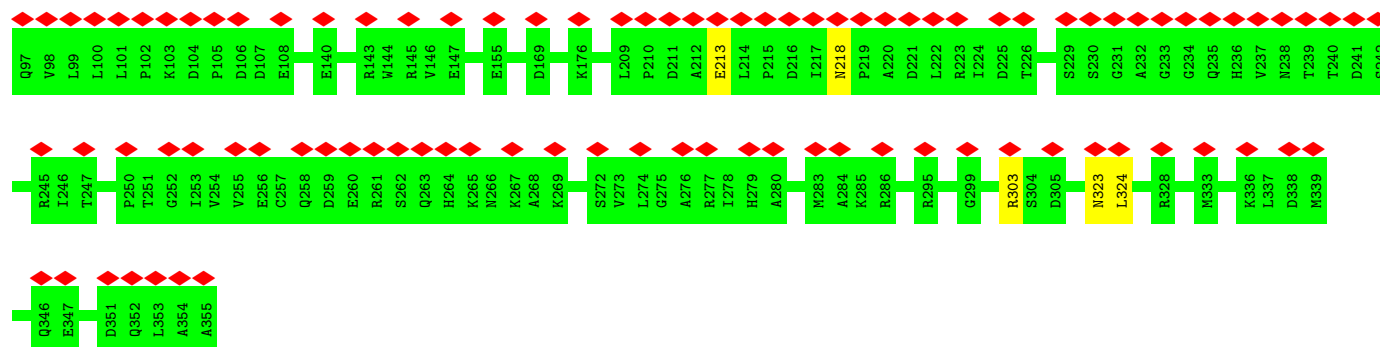 Q97 V98 L99 L100 L101 P102 K103 D104 P105 D106 D107 E108 E140 R143 W144 R145 V146 E147 E155 D169 K176 L209 P210 D211 A212 E213 L214 P215 D216 I217 N218 P219 A220 D221 L222 R223 I224 D225 T226 S229 S230 G231 A232 G233 G234 Q235 H236 V237 N238 T239 T240 D241 S242
R245 I246 T247 P250 T251 G252 I253 V254 V255 E256 C257 Q258 D259 E260 R261 S262 Q263 H264 K265 N266 K267 A268 K269 S272 V273 L274 G275 A276 R277 I278 H279 A280 M283 A284 K285 R286 R295 G299 R303 S304 D305 N323 L324 R328 M333 K336 L337 D338 M339
Q346 E347 D351 Q352 L353 A354 A355